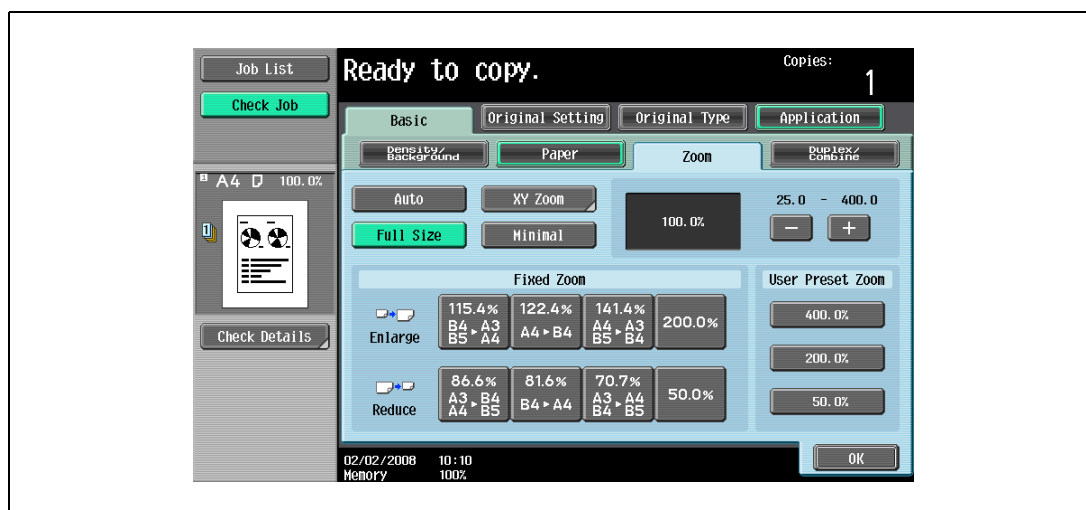 Job List
Check Job
A4 100.0%
1
Check Details
Ready to copy.
Copies:
1
Basic
Original Setting
Original Type
Application
Density/
Background
Paper
Zoom
Duplex/
Combine
Auto
XY Zoom
Full Size
Minimal
100.0%
25.0 - 400.0
− +
Fixed Zoom
Enlarge
115.4%
B4 ▸ A3
B5 ▸ A4
122.4%
A4 ▸ B4
141.4%
A4 ▸ A3
B5 ▸ B4
200.0%
Reduce
86.6%
A3 ▸ B4
A4 ▸ B5
81.6%
B4 ▸ A4
70.7%
A3 ▸ A4
B4 ▸ B5
50.0%
User Preset Zoom
400.0%
200.0%
50.0%
02/02/2008 10:10
Memory 100%
OK